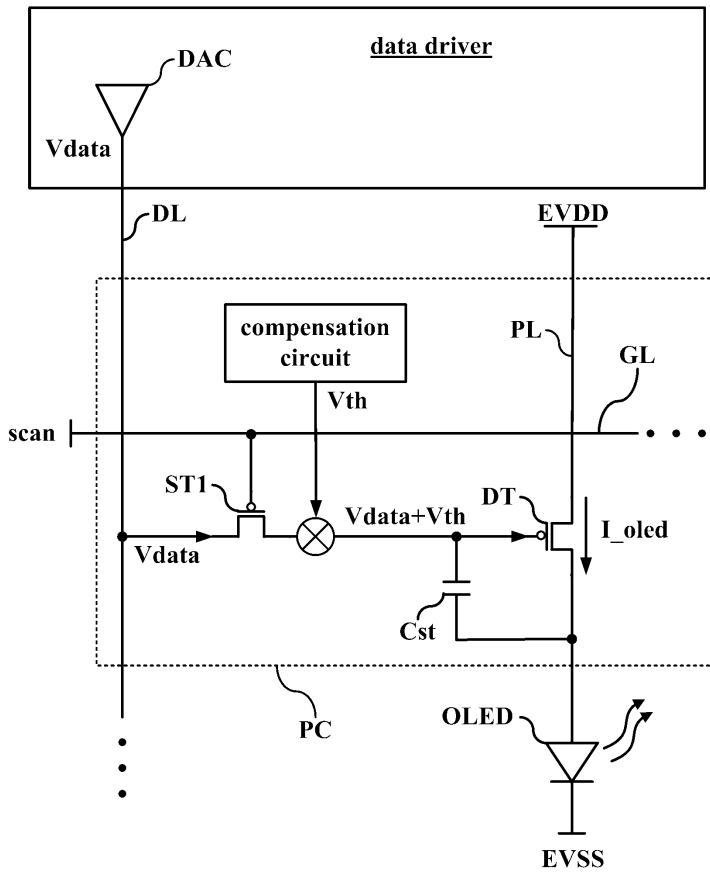 data driver
DAC
Vdata
DL
EVDD
compensation
circuit
PL
GL
Vth
scan
ST1
Vdata+Vth
DT
I_oled
Vdata
Cst
PC
OLED
EVSS